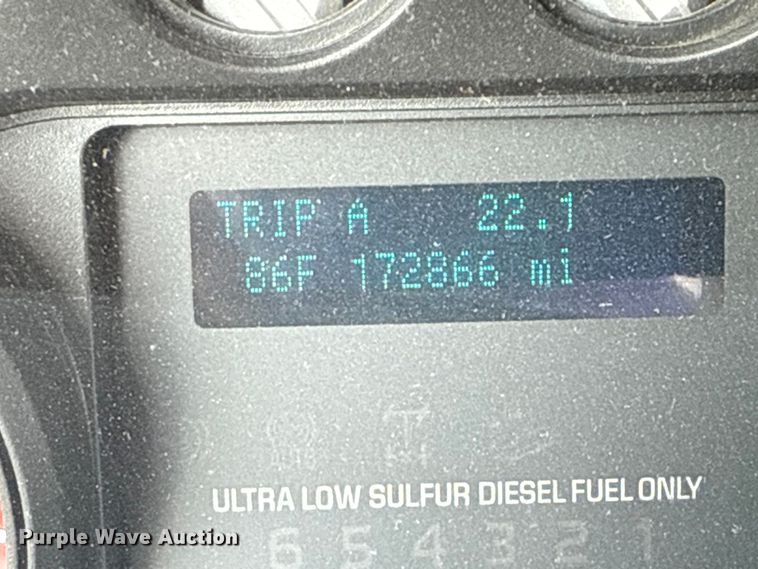 TRIP A 22.1
86F 172866 mi
ULTRA LOW SULFUR DIESEL FUEL ONLY
6 5 4 3 2 1
Purple Wave Auction